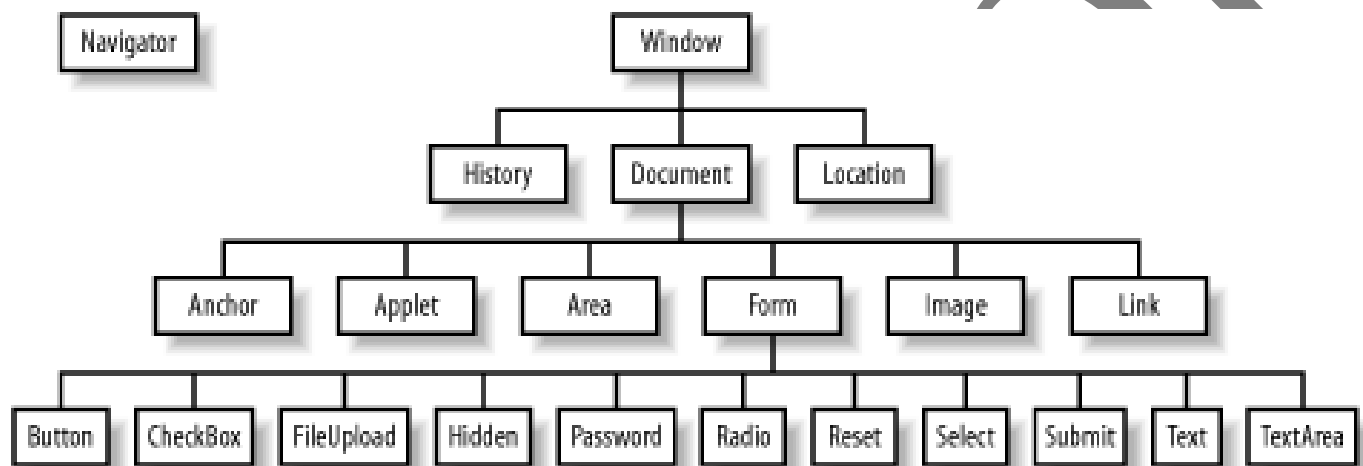 Navigator Window
History Document Location
Anchor Applet Area Form Image Link
Button CheckBox FileUpload Hidden Password Radio Reset Select Submit Text TextArea